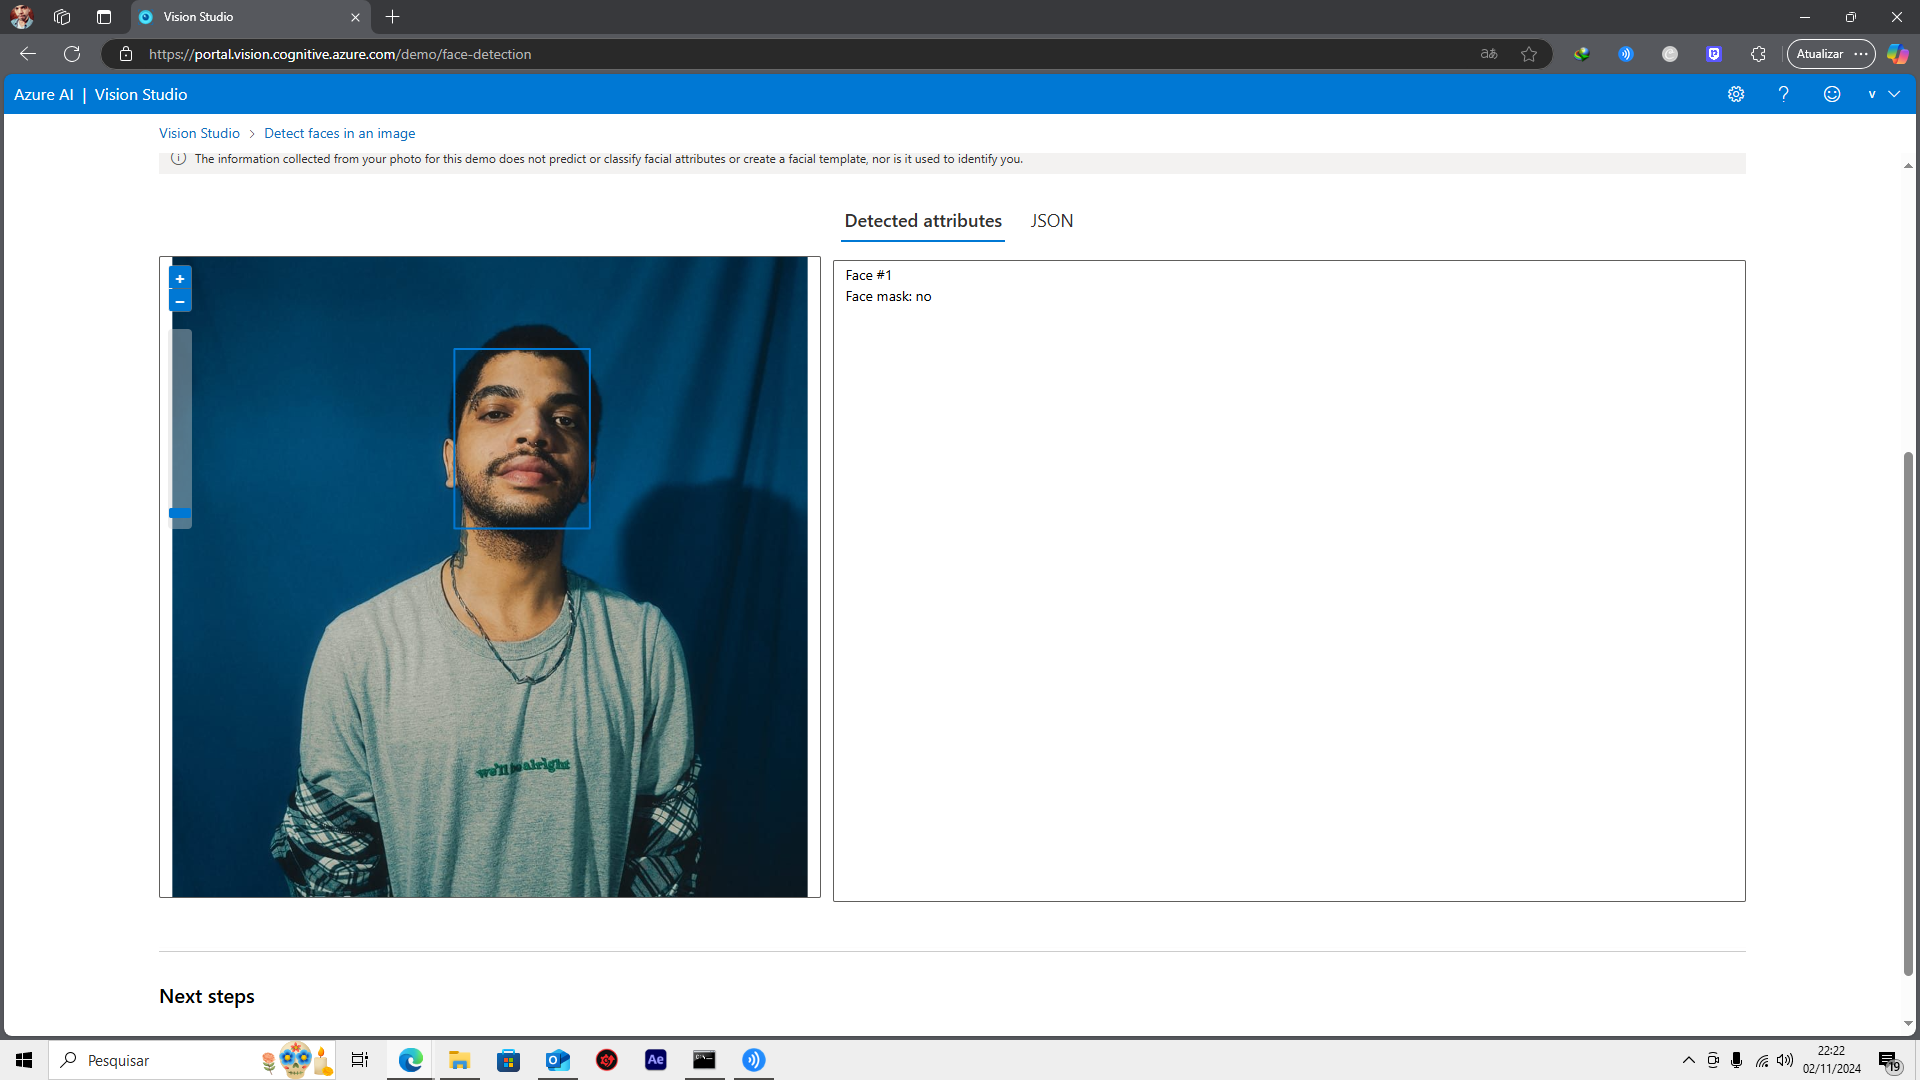 Vision Studio
https://portal.vision.cognitive.azure.com/demo/face-detection
aあ
Atualizar
Azure AI | Vision Studio
?
v
Vision Studio > Detect faces in an image
The information collected from your photo for this demo does not predict or classify facial attributes or create a facial template, nor is it used to identify you.
Detected attributes
JSON
+
−
Face #1
Face mask: no
we'll be alright
Next steps
Pesquisar
Ae
22:22
02/11/2024
19